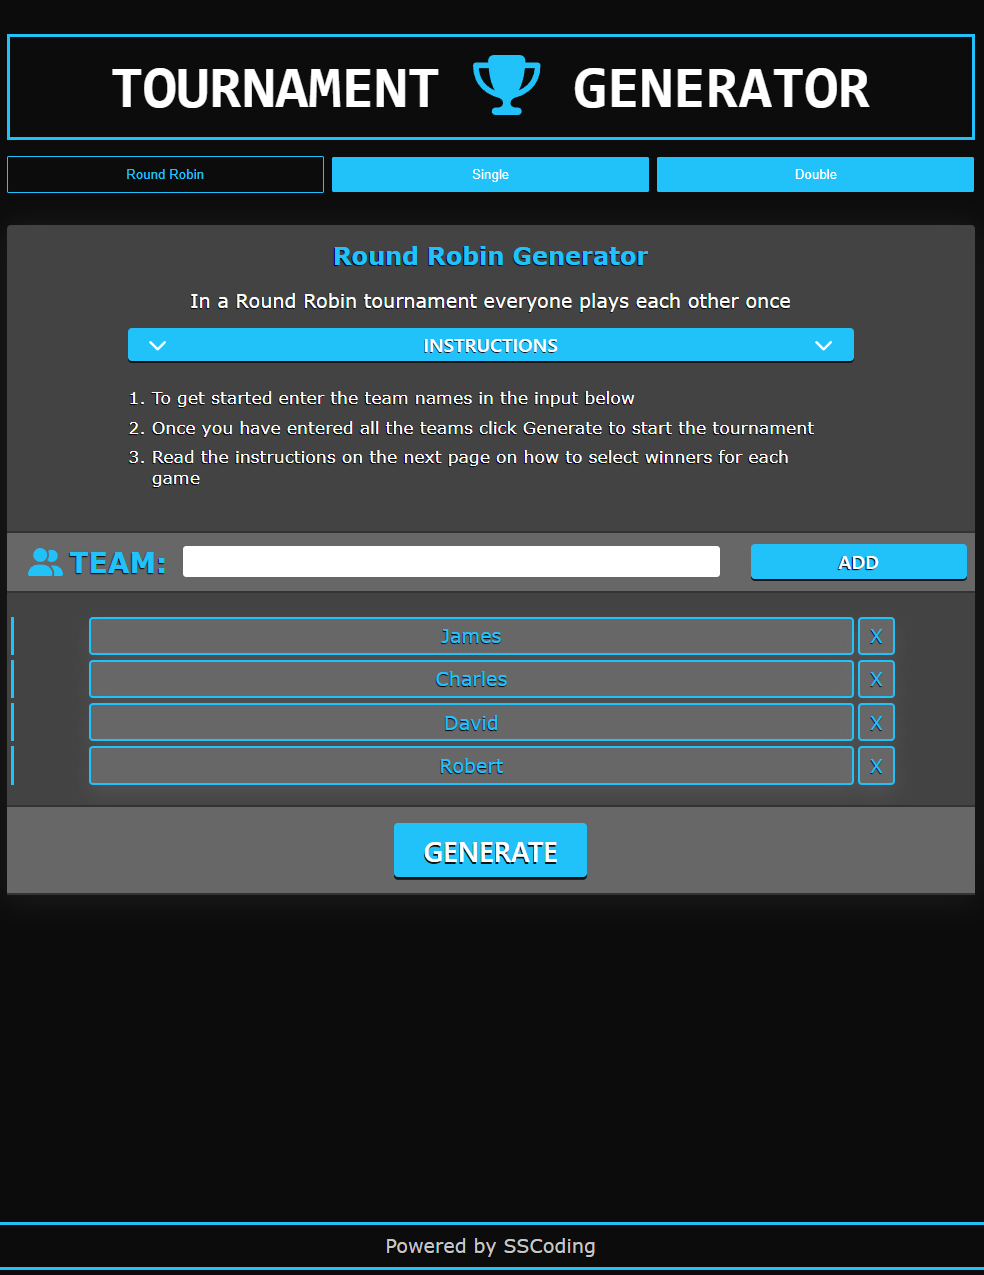 TOURNAMENT GENERATOR
Round Robin Single Double
Round Robin Generator
In a Round Robin tournament everyone plays each other once
INSTRUCTIONS
1. To get started enter the team names in the input below
2. Once you have entered all the teams click Generate to start the tournament
3. Read the instructions on the next page on how to select winners for each
game
TEAM: ADD
James X
Charles X
David X
Robert X
GENERATE
Powered by SSCoding